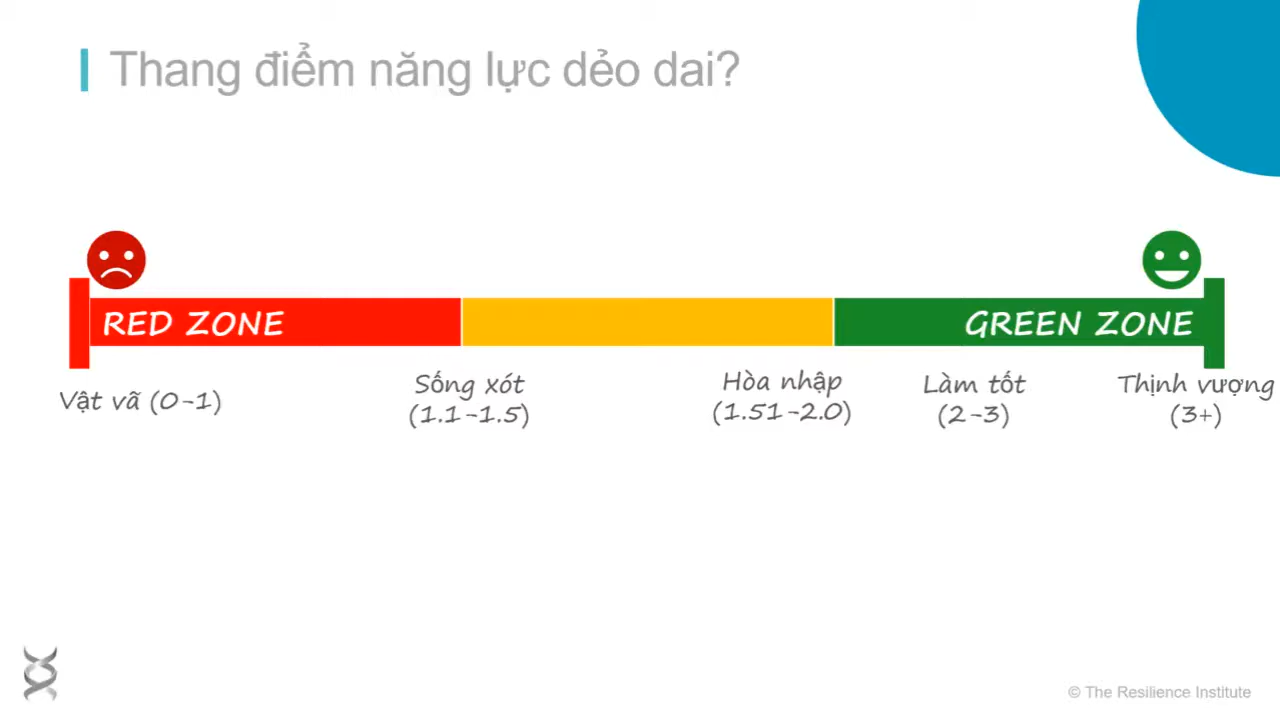 Thang điểm năng lực dẻo dai?
RED ZONE
GREEN ZONE
Vật vã (0-1)
Sống xót
(1.1-1.5)
Hòa nhập
(1.51-2.0)
Làm tốt
(2-3)
Thịnh vượng
(3+)
© The Resilience Institute